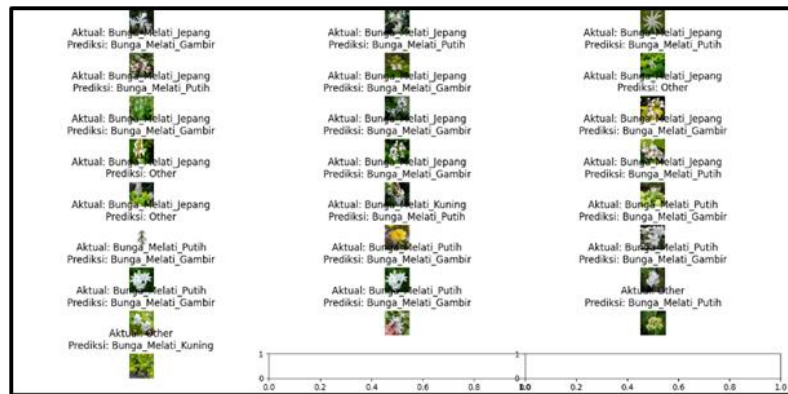 Aktual: Bunga_Melati_Jepang
Prediksi: Bunga_Melati_Gambir
Aktual: Bunga_Melati_Jepang
Prediksi: Bunga_Melati_Putih
Aktual: Bunga_Melati_Jepang
Prediksi: Bunga_Melati_Putih
Aktual: Bunga_Melati_Jepang
Prediksi: Bunga_Melati_Putih
Aktual: Bunga_Melati_Jepang
Prediksi: Bunga_Melati_Gambir
Aktual: Bunga_Melati_Jepang
Prediksi: Other
Aktual: Bunga_Melati_Jepang
Prediksi: Bunga_Melati_Gambir
Aktual: Bunga_Melati_Jepang
Prediksi: Bunga_Melati_Gambir
Aktual: Bunga_Melati_Jepang
Prediksi: Bunga_Melati_Gambir
Aktual: Bunga_Melati_Jepang
Prediksi: Other
Aktual: Bunga_Melati_Jepang
Prediksi: Bunga_Melati_Gambir
Aktual: Bunga_Melati_Jepang
Prediksi: Bunga_Melati_Putih
Aktual: Bunga_Melati_Jepang
Prediksi: Other
Aktual: Bunga_Melati_Kuning
Prediksi: Bunga_Melati_Putih
Aktual: Bunga_Melati_Putih
Prediksi: Bunga_Melati_Gambir
Aktual: Bunga_Melati_Putih
Prediksi: Bunga_Melati_Gambir
Aktual: Bunga_Melati_Putih
Prediksi: Bunga_Melati_Gambir
Aktual: Bunga_Melati_Putih
Prediksi: Bunga_Melati_Gambir
Aktual: Bunga_Melati_Putih
Prediksi: Bunga_Melati_Gambir
Aktual: Bunga_Melati_Putih
Prediksi: Bunga_Melati_Gambir
Aktual: Other
Prediksi: Bunga_Melati_Putih
Aktual: Other
Prediksi: Bunga_Melati_Kuning
1
0
0.0 0.2 0.4 0.6 0.8
1
0
0.0 0.2 0.4 0.6 0.8 1.0